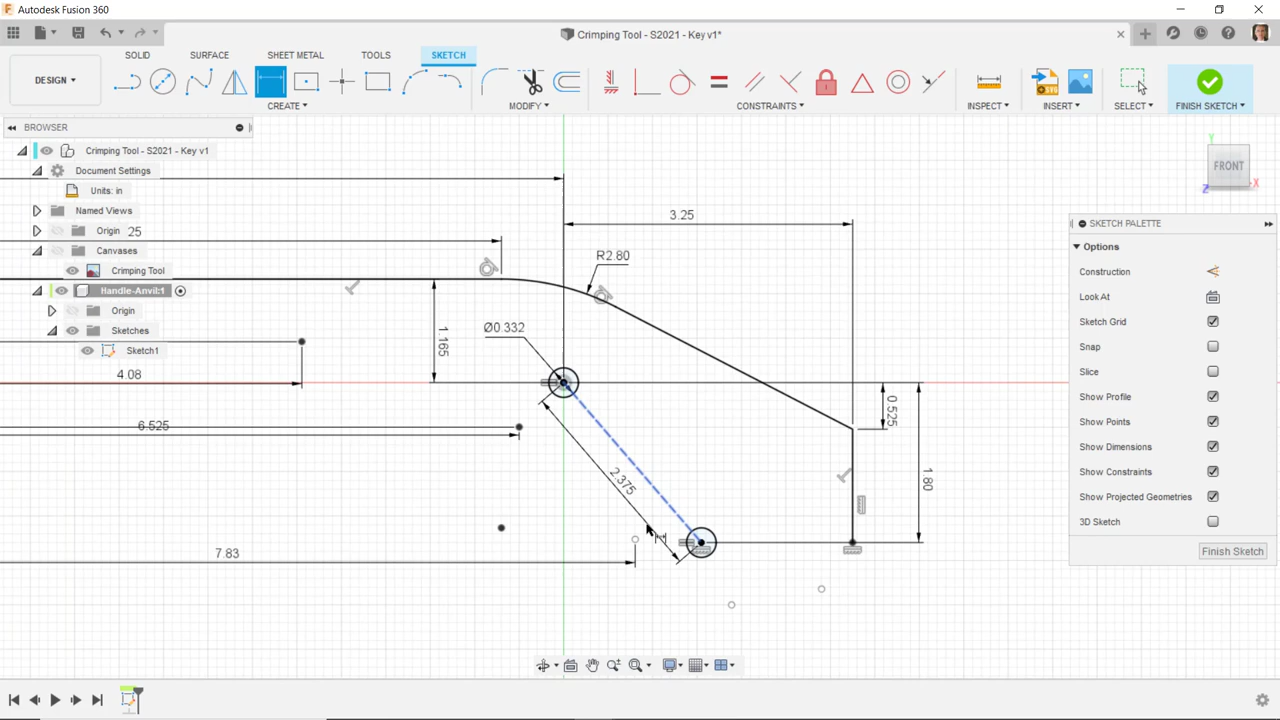 Autodesk Fusion 360
Crimping Tool - S2021 - Key v1*
SOLID
SURFACE
SHEET METAL
TOOLS
SKETCH
DESIGN
CREATE
MODIFY
CONSTRAINTS
INSPECT
INSERT
SELECT
FINISH SKETCH
BROWSER
Crimping Tool - S2021 - Key v1
Document Settings
Units: in
Named Views
Origin
25
Canvases
Crimping Tool
Handle-Anvil:1
Origin
Sketches
Sketch1
4.08
6.525
7.83
3.25
R2.80
Ø0.332
1.165
2.375
0.525
1.80
Y
FRONT
X
Z
SKETCH PALETTE
Options
Construction
Look At
Sketch Grid
Snap
Slice
Show Profile
Show Points
Show Dimensions
Show Constraints
Show Projected Geometries
3D Sketch
Finish Sketch